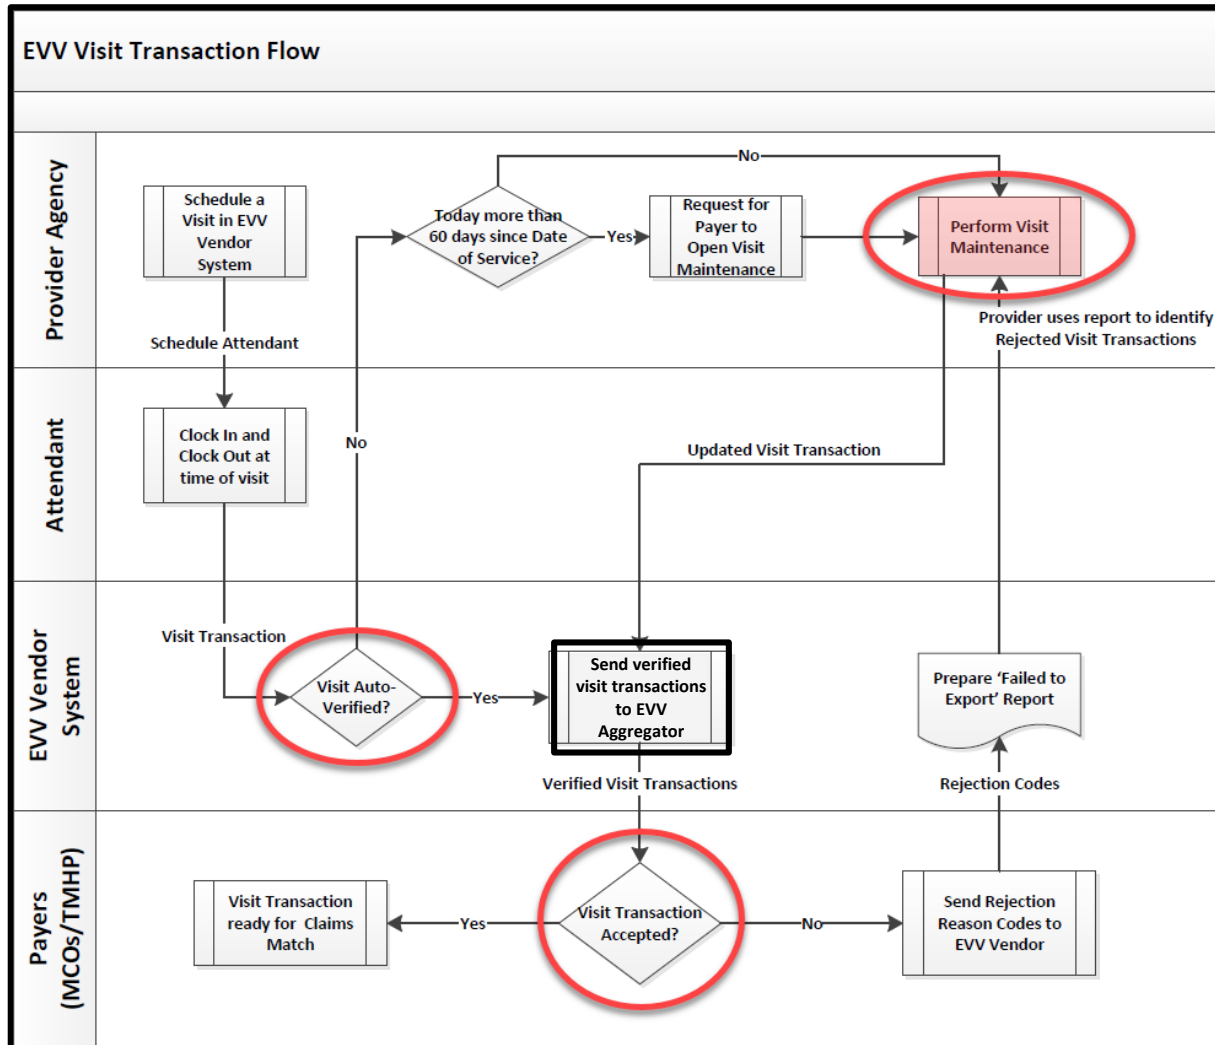 EVV Visit Transaction Flow
Provider Agency
Schedule a
Visit in EVV
Vendor
System
Today more than
60 days since Date
of Service?
No
Yes
Request for
Payer to
Open Visit
Maintenance
Perform Visit
Maintenance
Schedule Attendant
Provider uses report to identify
Rejected Visit Transactions
Attendant
Clock In and
Clock Out at
time of visit
No
Updated Visit Transaction
EVV Vendor
System
Visit Transaction
Visit Auto-
Verified?
Yes
Send verified
visit transactions
to EVV
Aggregator
Prepare ‘Failed to
Export’ Report
Verified Visit Transactions
Rejection Codes
Payers
(MCOs/TMHP)
Visit Transaction
ready for Claims
Match
Yes
Visit Transaction
Accepted?
No
Send Rejection
Reason Codes to
EVV Vendor